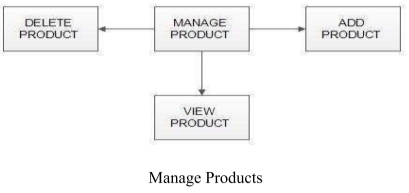 DELETE
PRODUCT
MANAGE
PRODUCT
ADD
PRODUCT
VIEW
PRODUCT
Manage Products